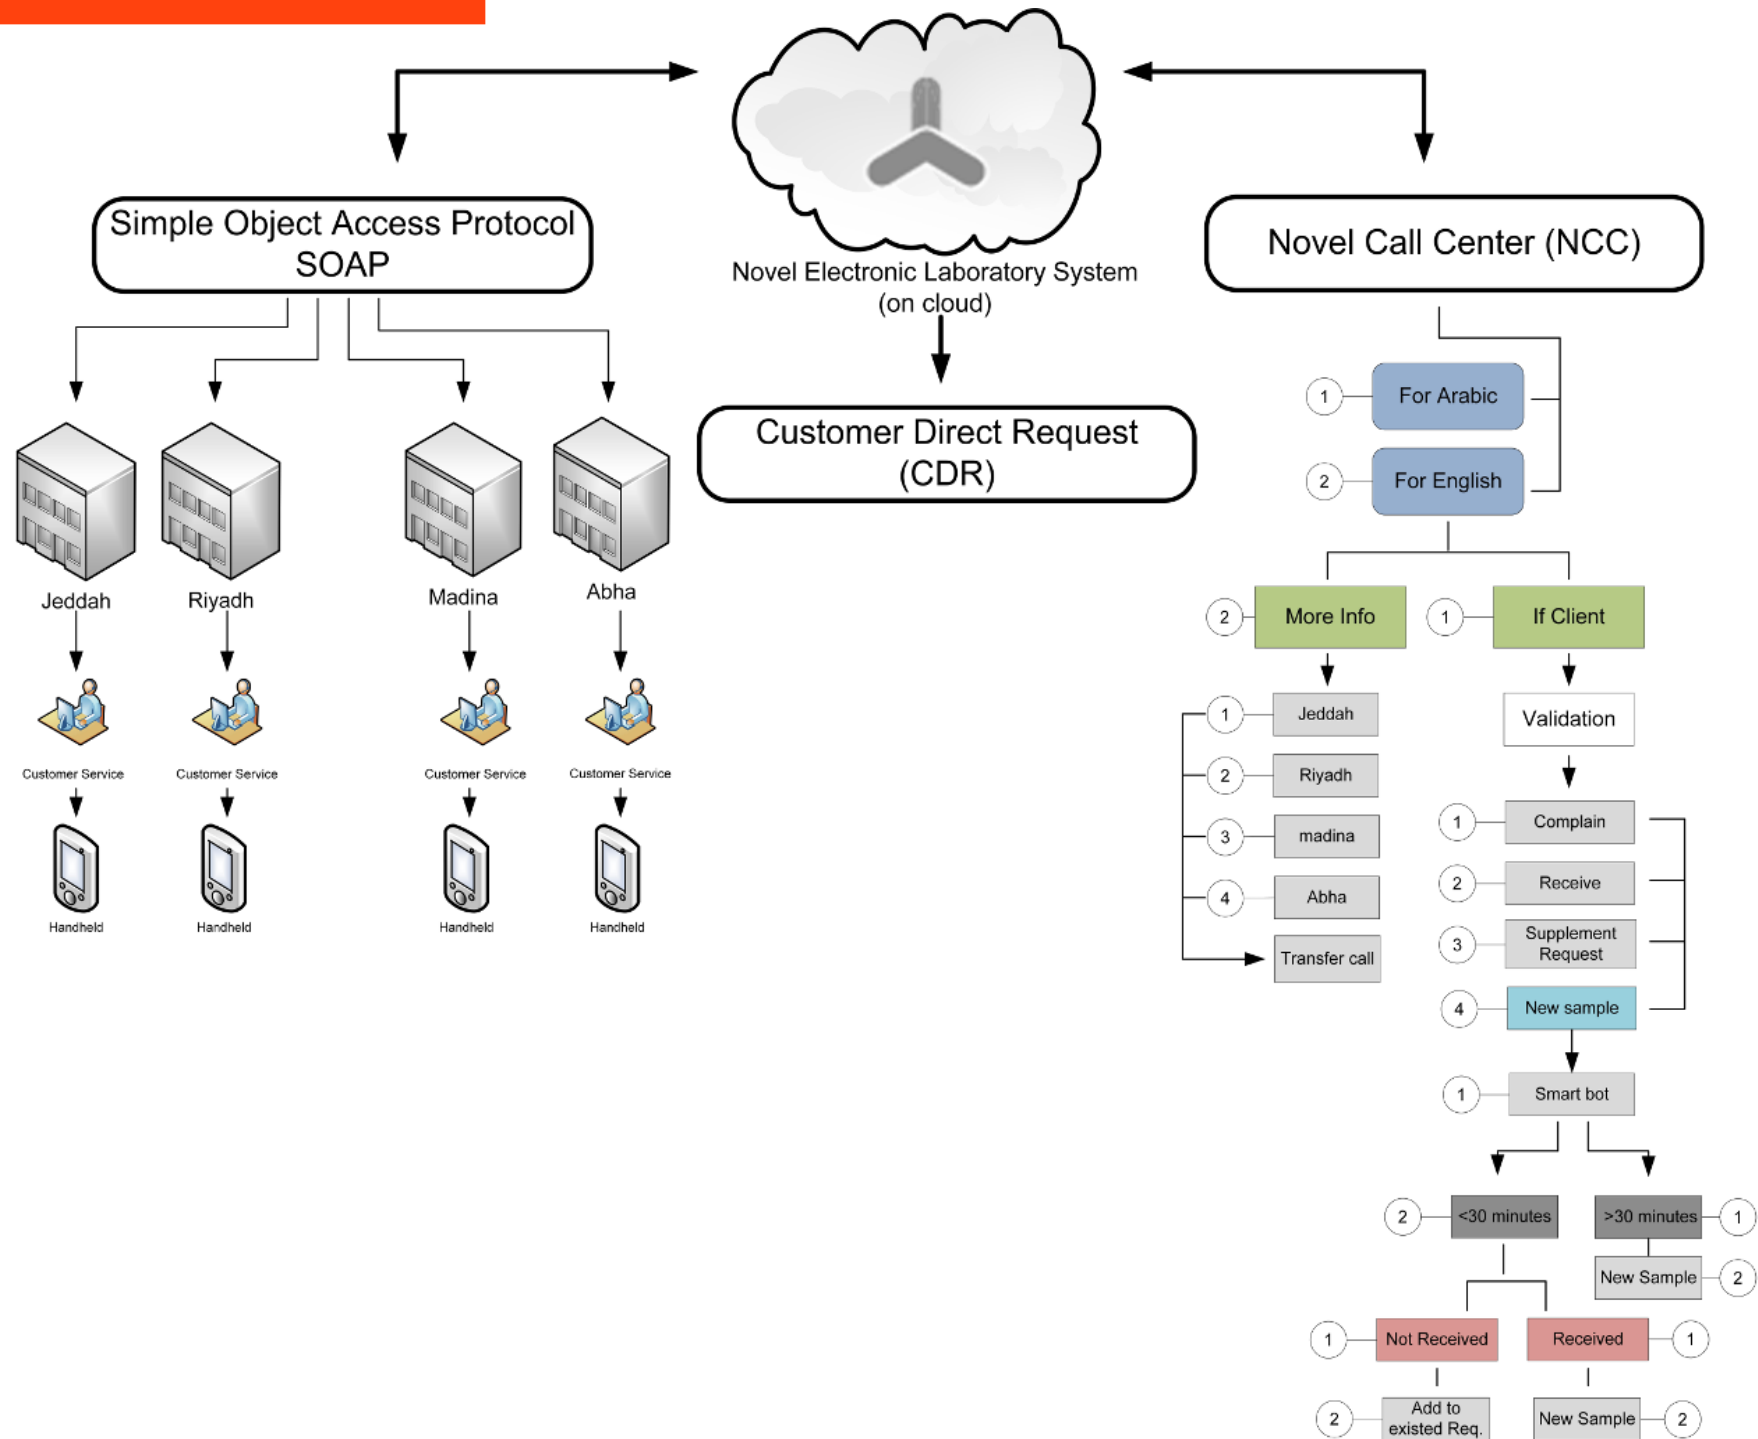 Simple Object Access Protocol
SOAP
Novel Electronic Laboratory System
(on cloud)
Novel Call Center (NCC)
Customer Direct Request
(CDR)
Jeddah
Riyadh
Madina
Abha
Customer Service
Customer Service
Customer Service
Customer Service
Handheld
Handheld
Handheld
Handheld
1
For Arabic
2
For English
2
More Info
1
If Client
1
Jeddah
2
Riyadh
3
madina
4
Abha
Transfer call
Validation
1
Complain
2
Receive
3
Supplement
Request
4
New sample
1
Smart bot
2
<30 minutes
>30 minutes
1
New Sample
2
1
Not Received
Received
1
2
Add to
existed Req.
New Sample
2